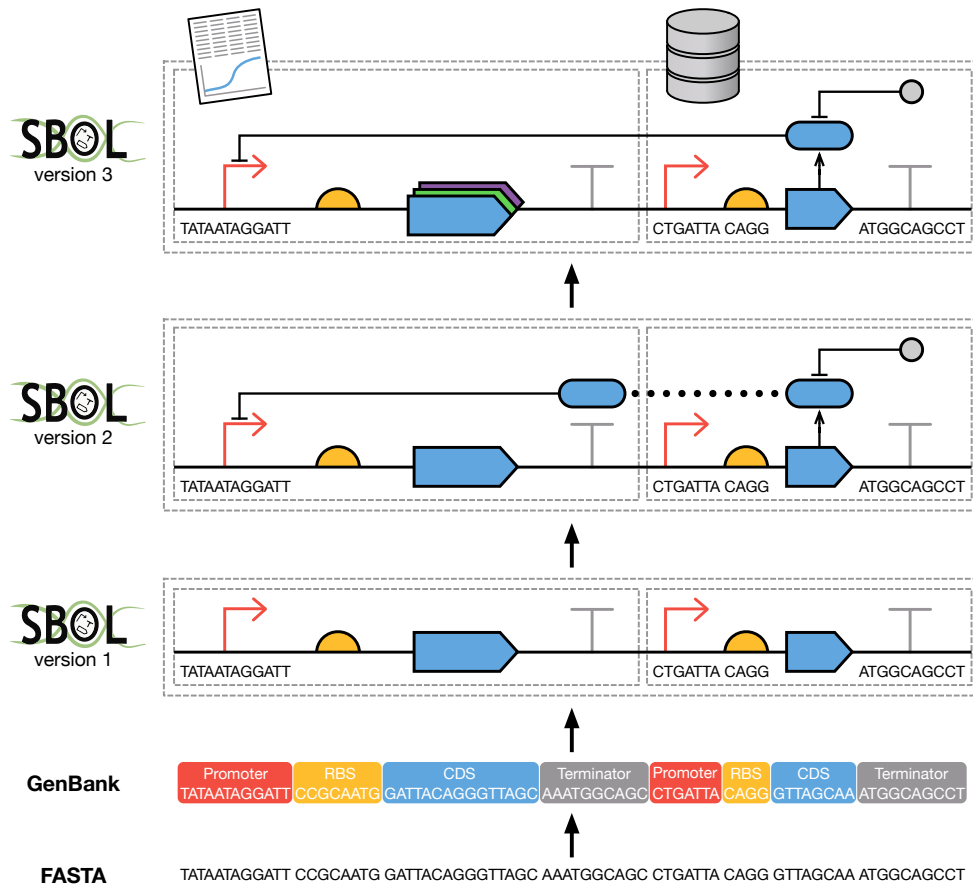 SBOL
version 3
TATAATAGGATT
CTGATTA CAGG
ATGGCAGCCT
SBOL
version 2
TATAATAGGATT
CTGATTA CAGG
ATGGCAGCCT
SBOL
version 1
TATAATAGGATT
CTGATTA CAGG
ATGGCAGCCT
GenBank
Promoter RBS CDS Terminator Promoter RBS CDS Terminator
TATAATAGGATT CCGCAATG GATTACAGGGTTAGC AAATGGCAGC CTGATTA CAGG GTTAGCAA ATGGCAGCCT
FASTA
TATAATAGGATT CCGCAATG GATTACAGGGTTAGC AAATGGCAGC CTGATTA CAGG GTTAGCAA ATGGCAGCCT